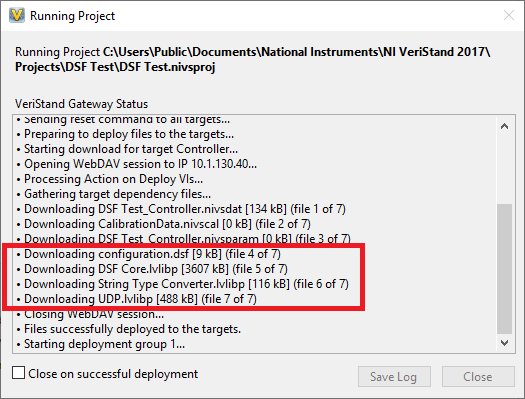 Running Project
Running Project C:\Users\Public\Documents\National Instruments\NI VeriStand 2017\
Projects\DSF Test\DSF Test.nivsproj
VeriStand Gateway Status
• Sending reset command to all targets...
• Preparing to deploy files to the targets...
• Starting download for target Controller...
• Opening WebDAV session to IP 10.1.130.40...
• Processing Action on Deploy VIs...
• Gathering target dependency files...
• Downloading DSF Test_Controller.nivsdat [134 kB] (file 1 of 7)
• Downloading CalibrationData.nivscal [0 kB] (file 2 of 7)
• Downloading DSF Test_Controller.nivsparam [0 kB] (file 3 of 7)
• Downloading configuration.dsf [9 kB] (file 4 of 7)
• Downloading DSF Core.lvlibp [3607 kB] (file 5 of 7)
• Downloading String Type Converter.lvlibp [116 kB] (file 6 of 7)
• Downloading UDP.lvlibp [488 kB] (file 7 of 7)
• Closing WebDAV session...
• Files successfully deployed to the targets.
• Starting deployment group 1...
Close on successful deployment
Save Log
Close